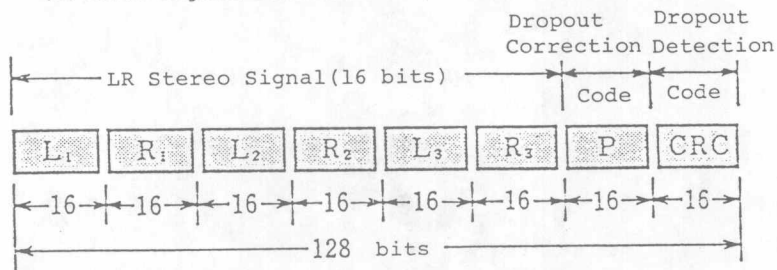 Dropout Dropout
Correction Detection
LR Stereo Signal(16 bits)
Code Code
L₁ R₁ L₂ R₂ L₃ R₃ P CRC
16 16 16 16 16 16 16 16
128 bits